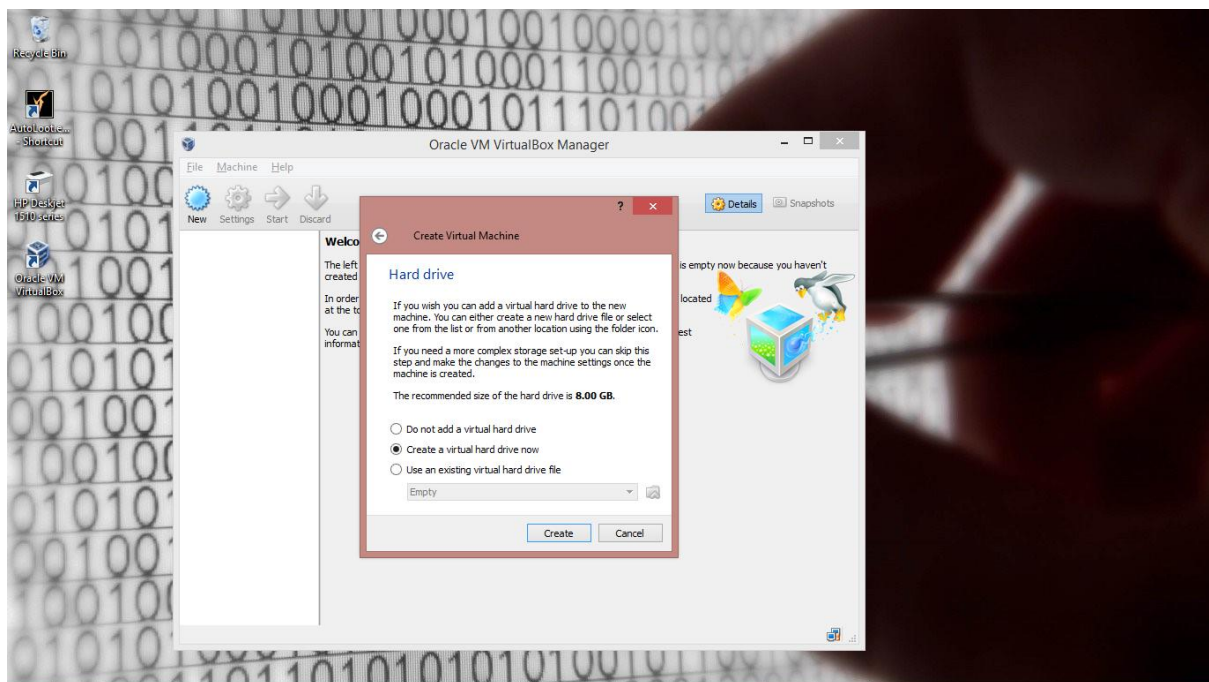 Recycle Bin
AutoLoot.e...
- Shortcut
HP Deskjet
1510 series
Oracle VM
VirtualBox
Oracle VM VirtualBox Manager
File Machine Help
New Settings Start Discard
Details Snapshots
Welco
The left
created
In order
at the to
You can
informat
is empty now because you haven't
located
est
? ×
Create Virtual Machine
Hard drive
If you wish you can add a virtual hard drive to the new
machine. You can either create a new hard drive file or select
one from the list or from another location using the folder icon.
If you need a more complex storage set-up you can skip this
step and make the changes to the machine settings once the
machine is created.
The recommended size of the hard drive is 8.00 GB.
Do not add a virtual hard drive
Create a virtual hard drive now
Use an existing virtual hard drive file
Empty
Create Cancel